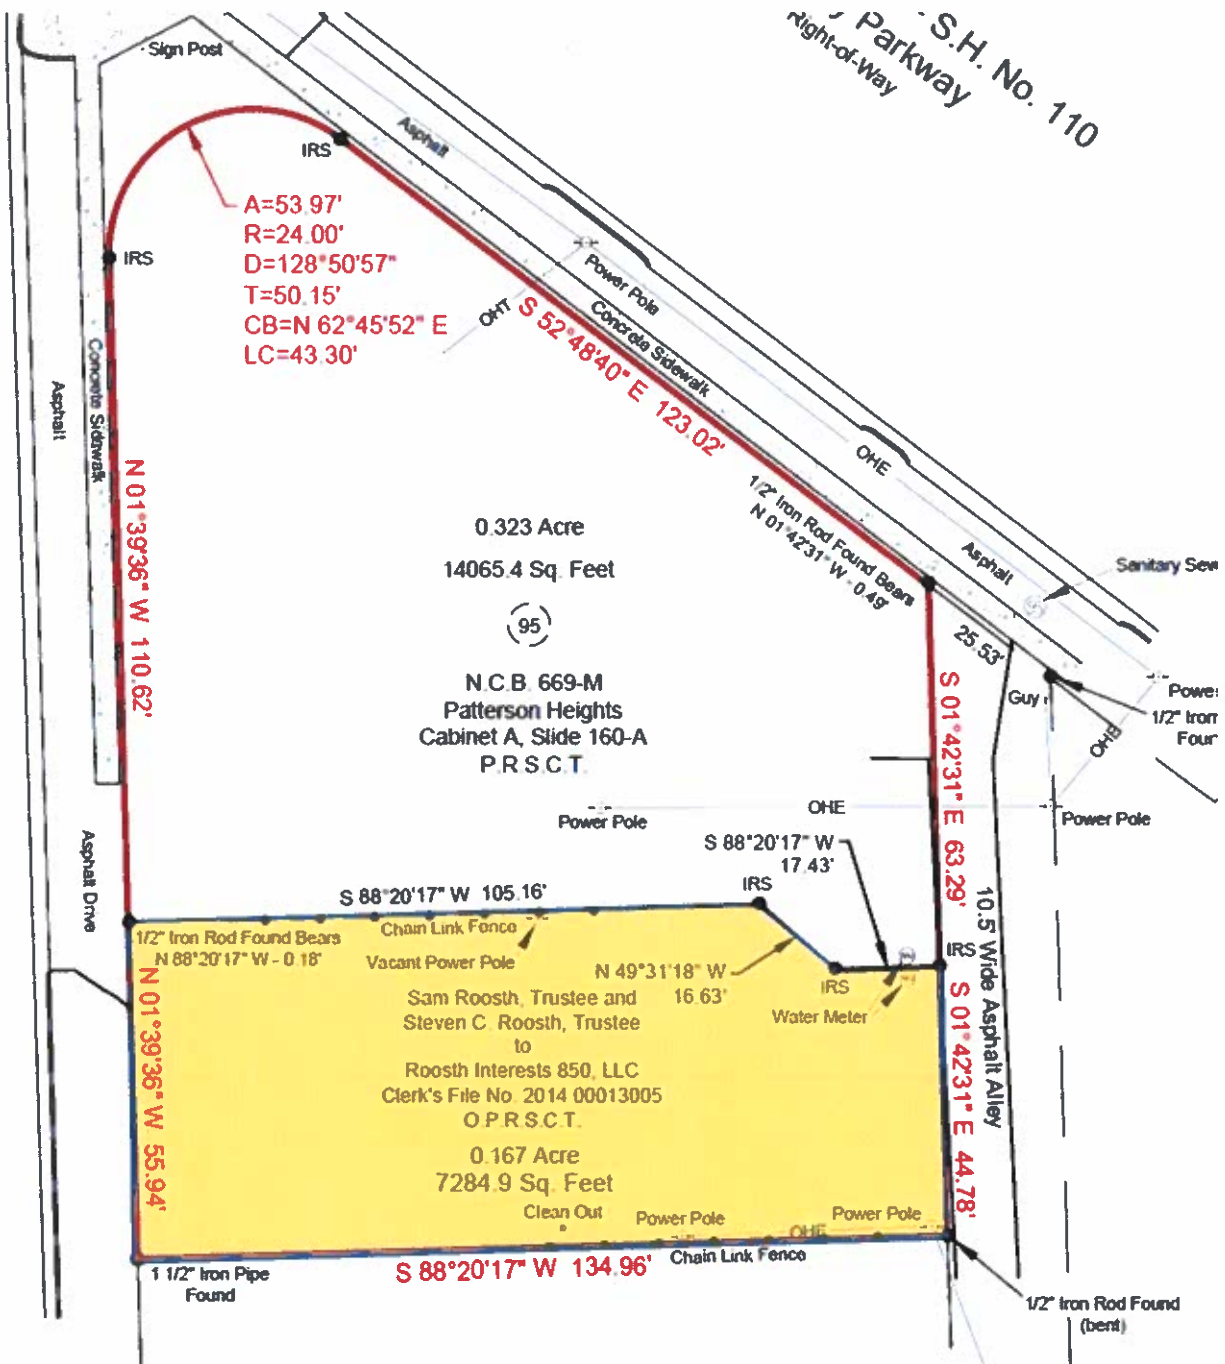 S.H. No. 110
Parkway
Right-of-Way
Sign Post
IRS
Asphalt
A=53.97'
R=24.00'
D=128°50'57"
T=50.15'
CB=N 62°45'52" E
LC=43.30'
IRS
OHT
Power Pole
Concrete Sidewalk
S 52°48'40" E 123.02'
Concrete Sidewalk
Asphalt
OHE
N 01°39'36" W 110.62'
1/2" Iron Rod Found Bears
N 01°42'31" W - 0.49'
0.323 Acre
14065.4 Sq. Feet
95
Asphalt
Sanitary Sew
25.53'
N.C.B. 669-M
Patterson Heights
Cabinet A, Slide 160-A
P.R.S.C.T.
Guy
Power
1/2" Iron
Foun
OHE
S 01°42'31" E 63.29'
OHE
Power Pole
Power Pole
S 88°20'17" W
17.43'
Asphalt Drive
S 88°20'17" W 105.16'
IRS
10.5' Wide Asphalt Alley
1/2" Iron Rod Found Bears
N 88°20'17" W - 0.18'
Chain Link Fence
Vacant Power Pole
N 49°31'18" W
16.63'
IRS
IRS
Water Meter
N 01°39'36" W 55.94'
S 01°42'31" E 44.78'
Sam Roosth, Trustee and
Steven C. Roosth, Trustee
to
Roosth Interests 850, LLC
Clerk's File No. 2014 00013005
O.P.R.S.C.T.
0.167 Acre
7284.9 Sq. Feet
Clean Out
Power Pole
OHE
Power Pole
Chain Link Fence
S 88°20'17" W 134.96'
1 1/2" Iron Pipe
Found
1/2" Iron Rod Found
(bent)